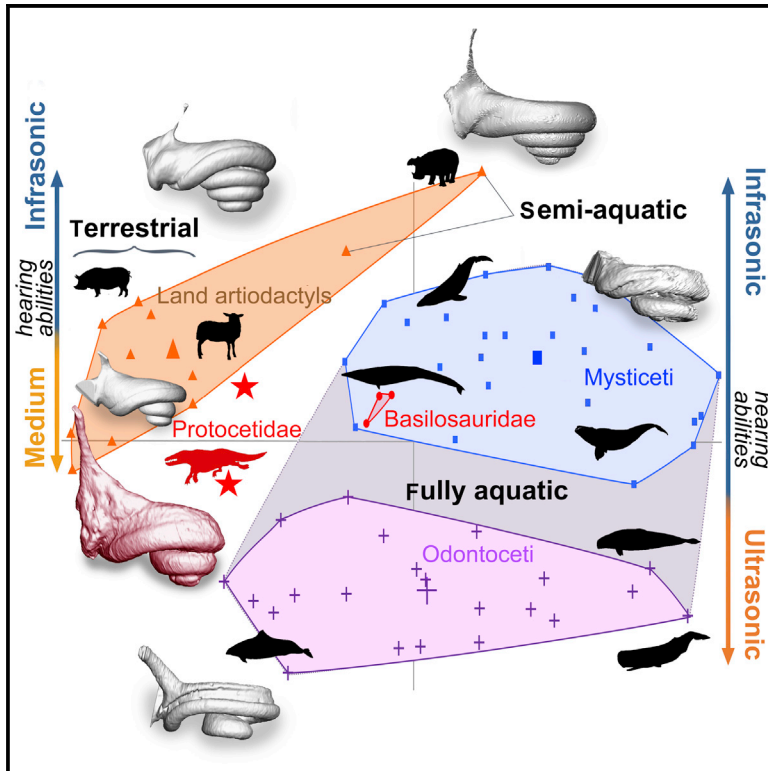 Infrasonic
hearing
abilities
Medium
Terrestrial
Land artiodactyls
Semi-aquatic
Protocetidae
Basilosauridae
Mysticeti
Fully aquatic
Odontoceti
Infrasonic
hearing
abilities
Ultrasonic